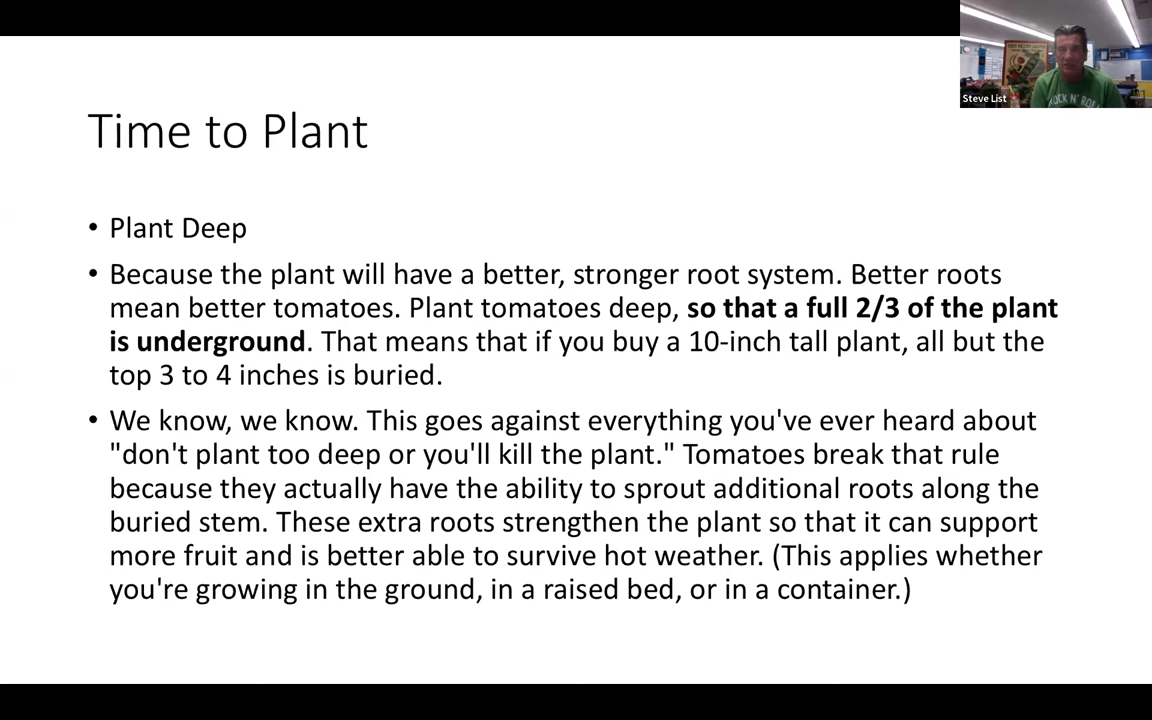 Time to Plant
• Plant Deep
• Because the plant will have a better, stronger root system. Better roots
mean better tomatoes. Plant tomatoes deep, so that a full 2/3 of the plant
is underground. That means that if you buy a 10-inch tall plant, all but the
top 3 to 4 inches is buried.
• We know, we know. This goes against everything you've ever heard about
"don't plant too deep or you'll kill the plant." Tomatoes break that rule
because they actually have the ability to sprout additional roots along the
buried stem. These extra roots strengthen the plant so that it can support
more fruit and is better able to survive hot weather. (This applies whether
you're growing in the ground, in a raised bed, or in a container.)
Steve List